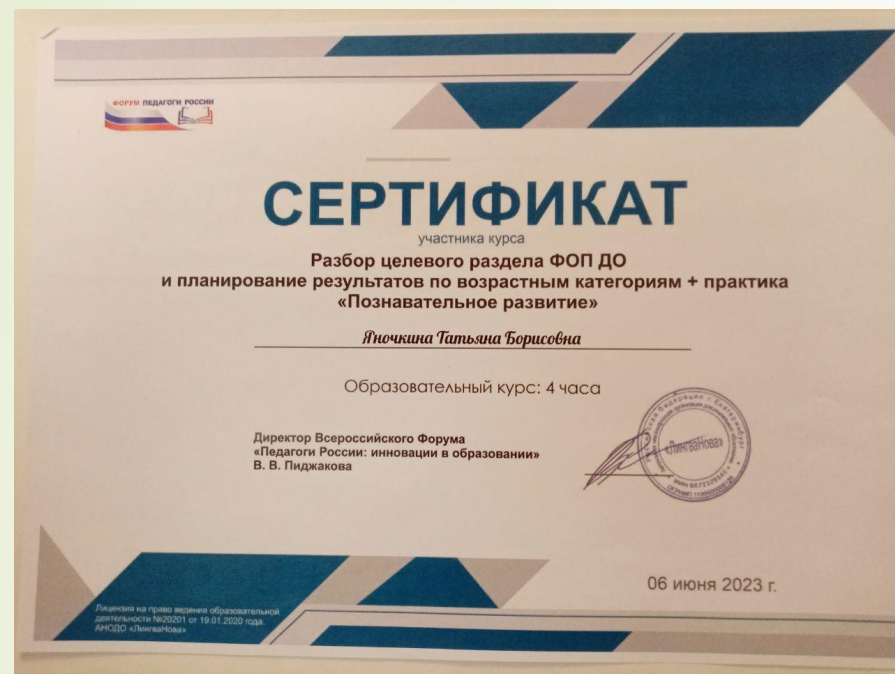 ФОРУМ ПЕДАГОГИ РОССИИ
СЕРТИФИКАТ
участника курса
Разбор целевого раздела ФОП ДО
и планирование результатов по возрастным категориям + практика
«Познавательное развитие»
Яночкина Татьяна Борисовна
Образовательный курс: 4 часа
Директор Всероссийского Форума
«Педагоги России: инновации в образовании»
В. В. Пиджакова
«ЛингваНова»
06 июня 2023 г.
Лицензия на право ведения образовательной
деятельности №20201 от 19.01.2020 года.
АНОДО «ЛингваНова»